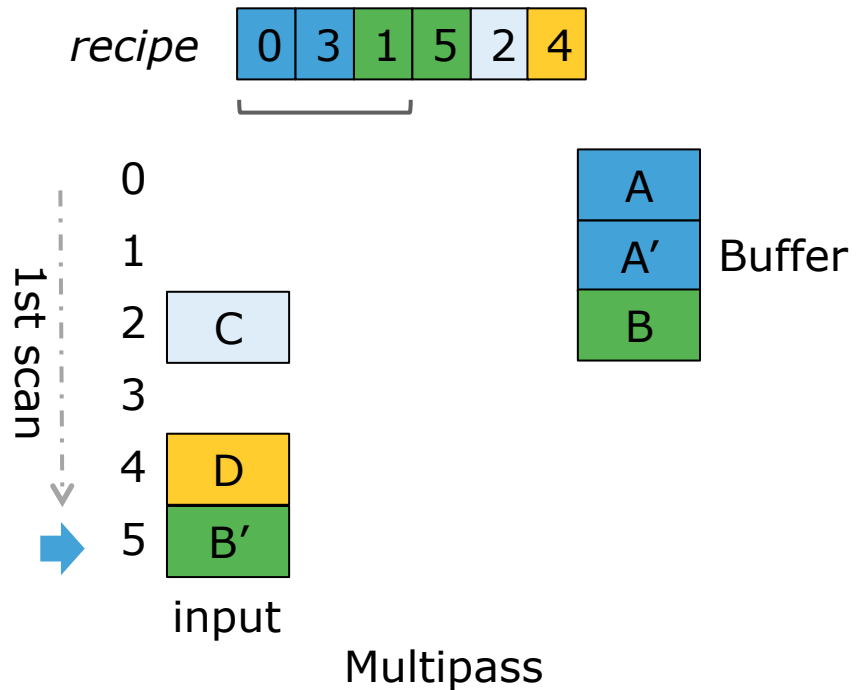 recipe 0 3 1 5 2 4
0 A
1 A′ Buffer
2 C B
3
4 D
5 B′
1st scan
input
Multipass